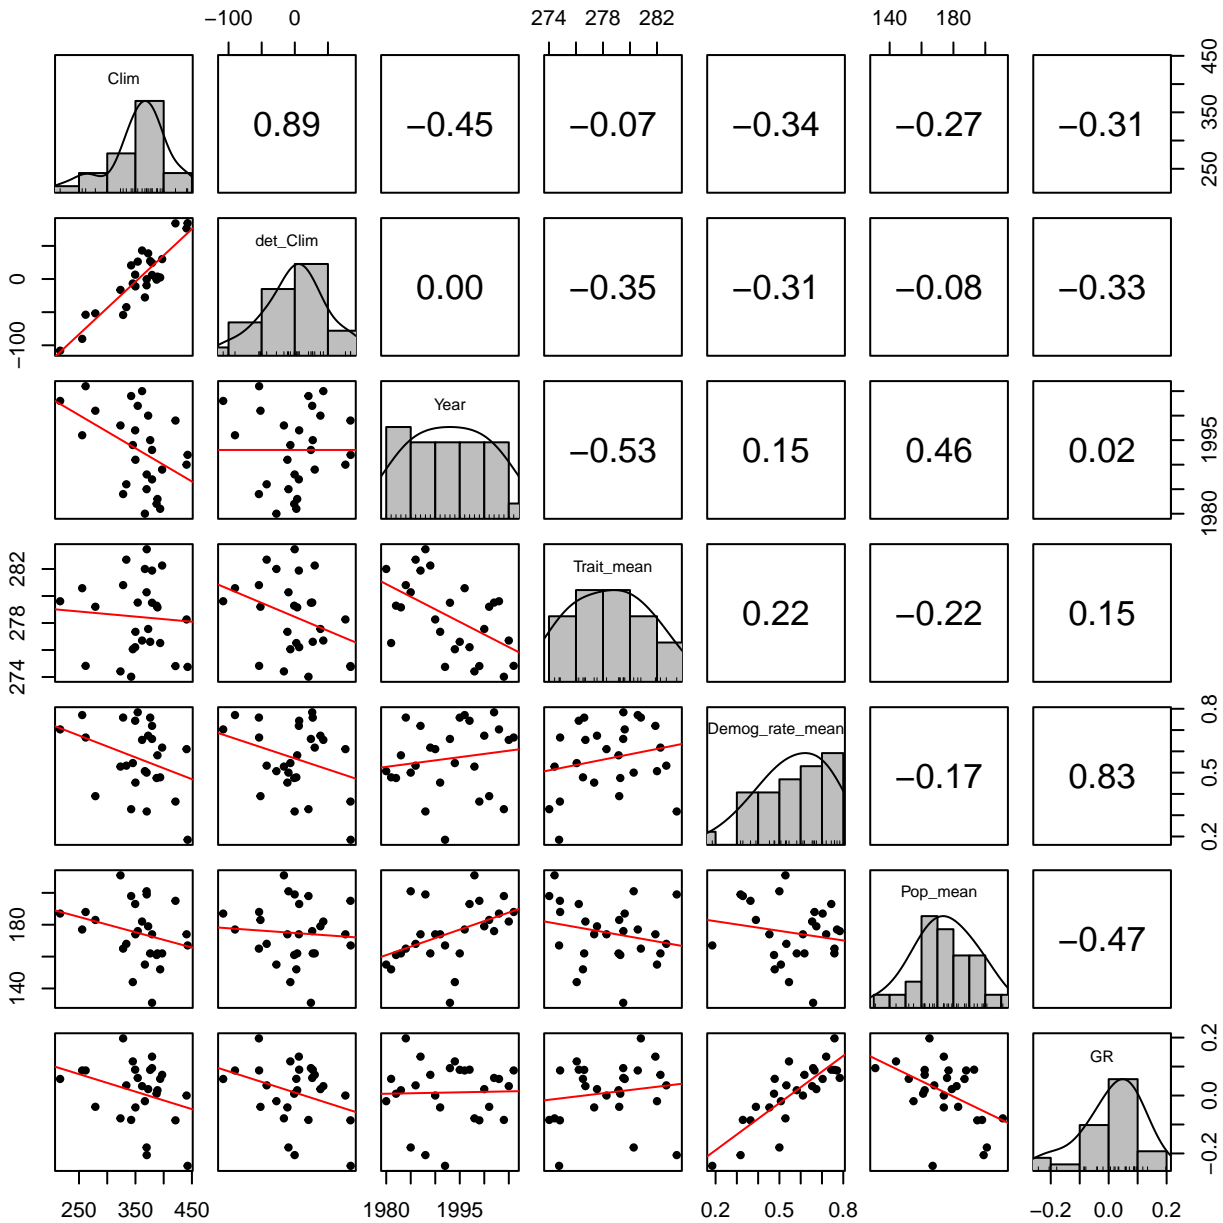 −100 0 274 278 282 140 180
Clim 0.89 −0.45 −0.07 −0.34 −0.27 −0.31 250 350 450
−100 0 det_Clim 0.00 −0.35 −0.31 −0.08 −0.33
Year −0.53 0.15 0.46 0.02 1980 1995
274 278 282 Trait_mean 0.22 −0.22 0.15
Demog_rate_mean −0.17 0.83 0.2 0.5 0.8
140 180 Pop_mean −0.47
GR −0.2 0.0 0.2
250 350 450 1980 1995 0.2 0.5 0.8 −0.2 0.0 0.2